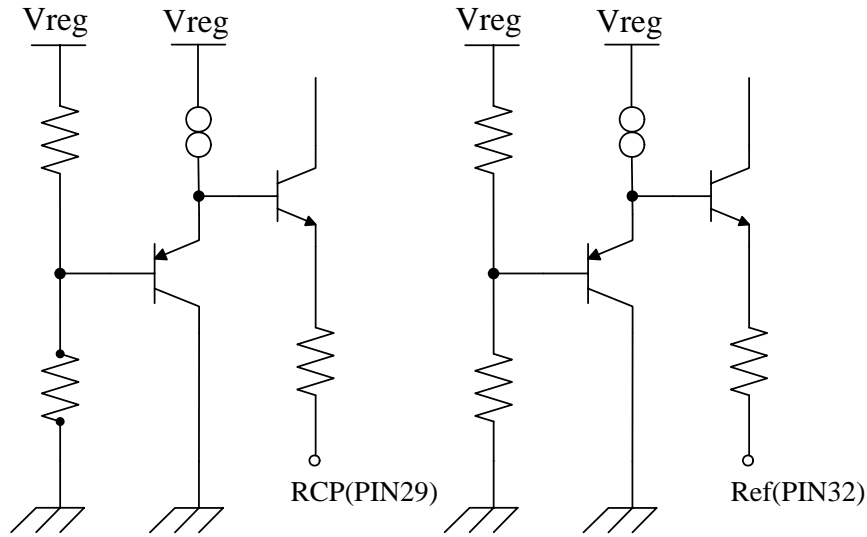 Vreg
Vreg
Vreg
Vreg
RCP(PIN29)
Ref(PIN32)